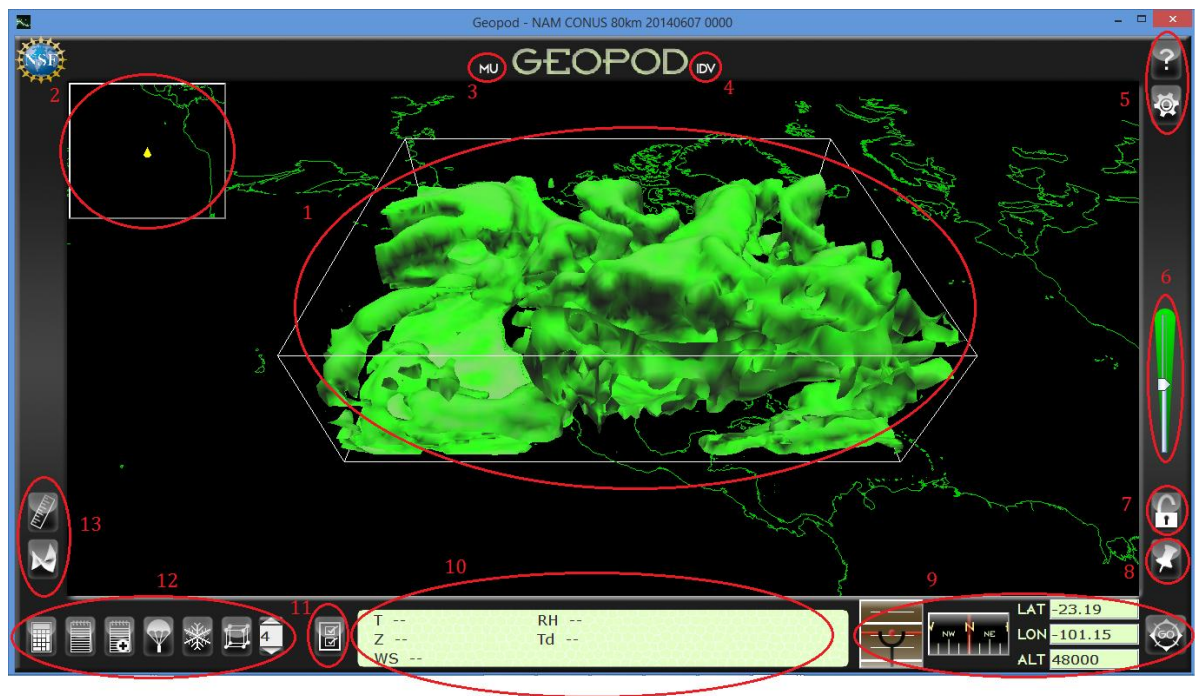 Geopod - NAM CONUS 80km 20140607 0000
NSF
MU GEOPOD IDV
3
4
2
5
?
1
6
7
8
13
12
11
10
9
4
T -- RH --
Z -- Td --
WS --
NW N NE
LAT -23.19
LON -101.15
ALT 48000
GO